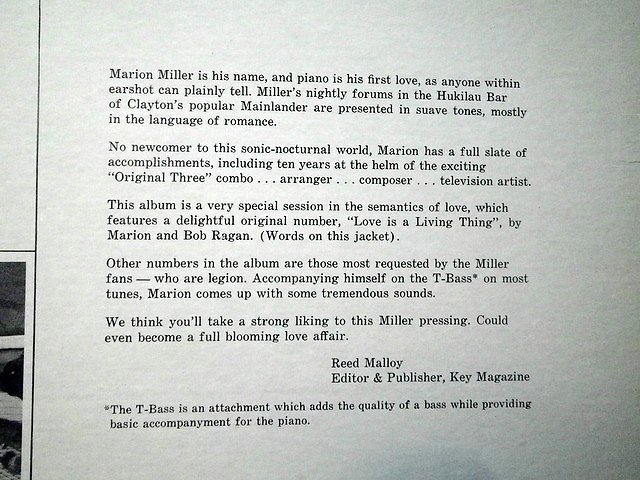 Marion Miller is his name, and piano is his first love, as anyone within
earshot can plainly tell. Miller's nightly forums in the Hukilau Bar
of Clayton's popular Mainlander are presented in suave tones, mostly
in the language of romance.
No newcomer to this sonic-nocturnal world, Marion has a full slate of
accomplishments, including ten years at the helm of the exciting
"Original Three" combo . . . arranger . . . composer . . . television artist.
This album is a very special session in the semantics of love, which
features a delightful original number, "Love is a Living Thing", by
Marion and Bob Ragan. (Words on this jacket).
Other numbers in the album are those most requested by the Miller
fans — who are legion. Accompanying himself on the T-Bass* on most
tunes, Marion comes up with some tremendous sounds.
We think you'll take a strong liking to this Miller pressing. Could
even become a full blooming love affair.
Reed Malloy
Editor & Publisher, Key Magazine
*The T-Bass is an attachment which adds the quality of a bass while providing
basic accompanyment for the piano.